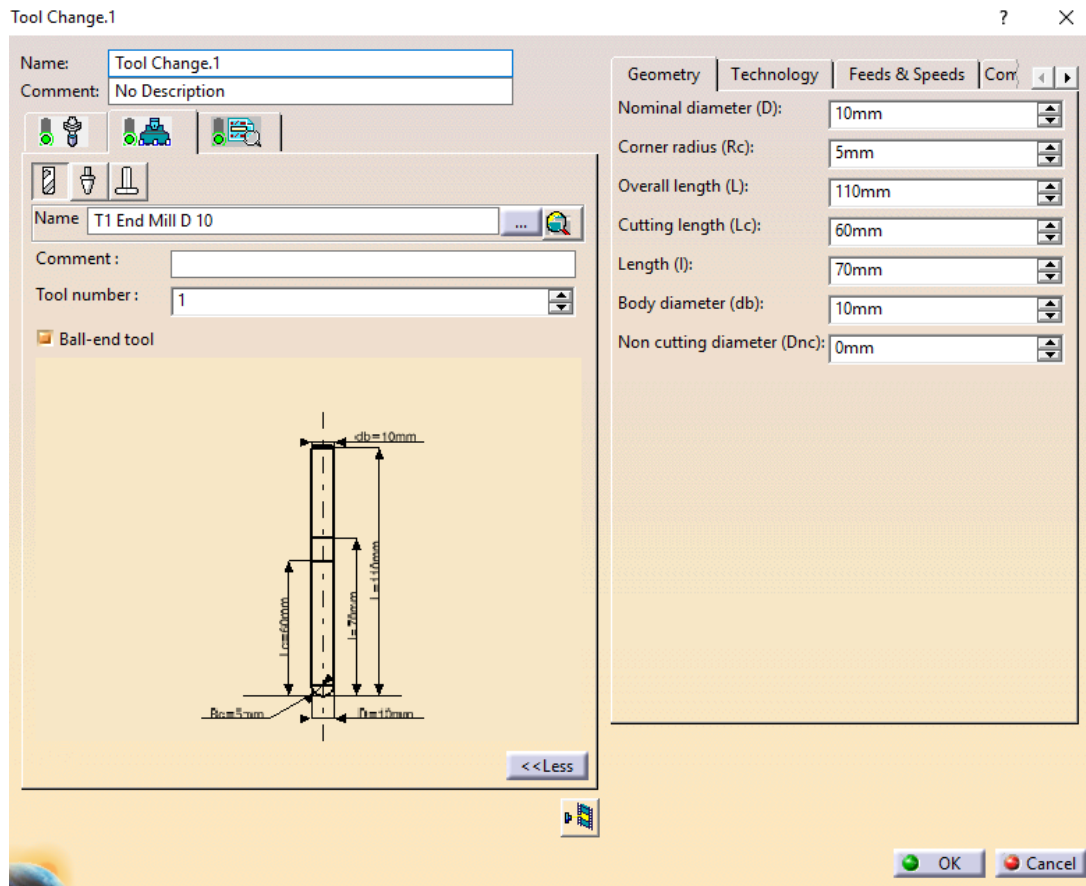 Tool Change.1
?
Name: Tool Change.1
Comment: No Description
Name T1 End Mill D 10 ...
Comment :
Tool number : 1
Ball-end tool
db=10mm
L=110mm
l=70mm
Lc=60mm
Rc=5mm
D=10mm
<<Less
Geometry Technology Feeds & Speeds Com
Nominal diameter (D): 10mm
Corner radius (Rc): 5mm
Overall length (L): 110mm
Cutting length (Lc): 60mm
Length (l): 70mm
Body diameter (db): 10mm
Non cutting diameter (Dnc): 0mm
OK Cancel